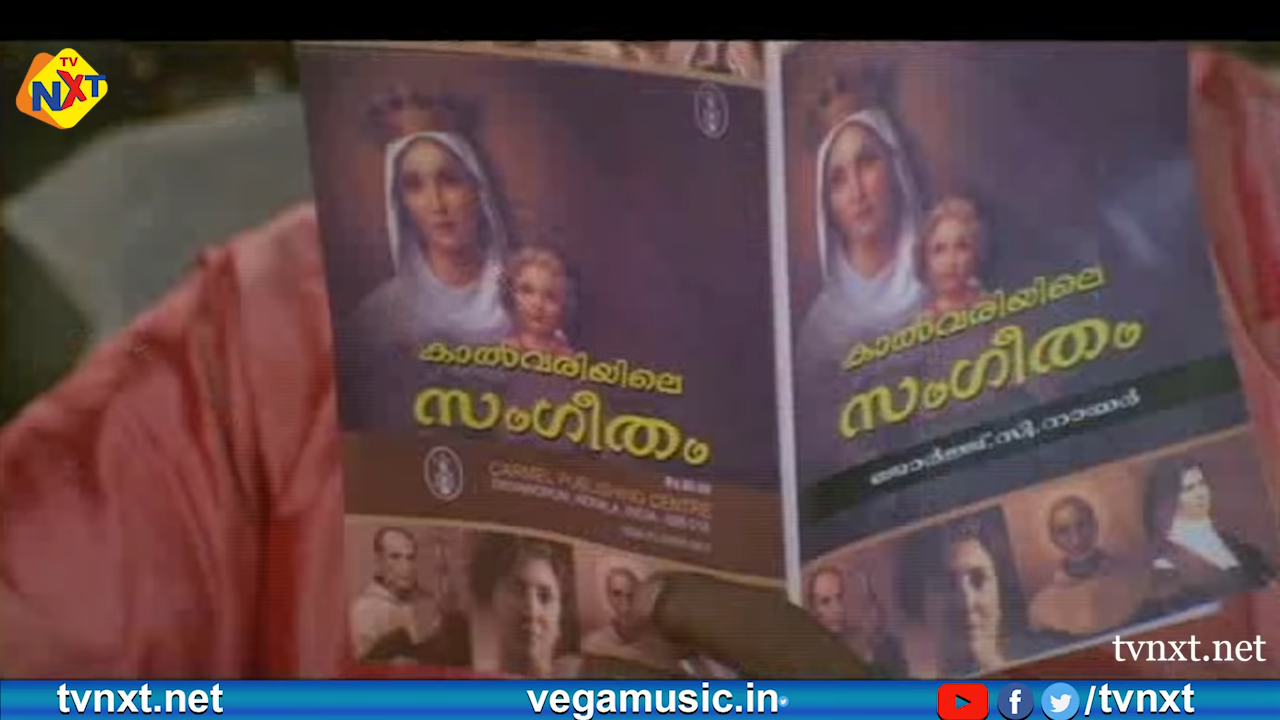 TV
NXT
കാൽവരിയിലെ
സംഗീതം
CARMEL PUBLISHING CENTRE
കാൽവരിയിലെ
സംഗീതം
tvnxt.net
tvnxt.net
vegamusic.in
/tvnxt